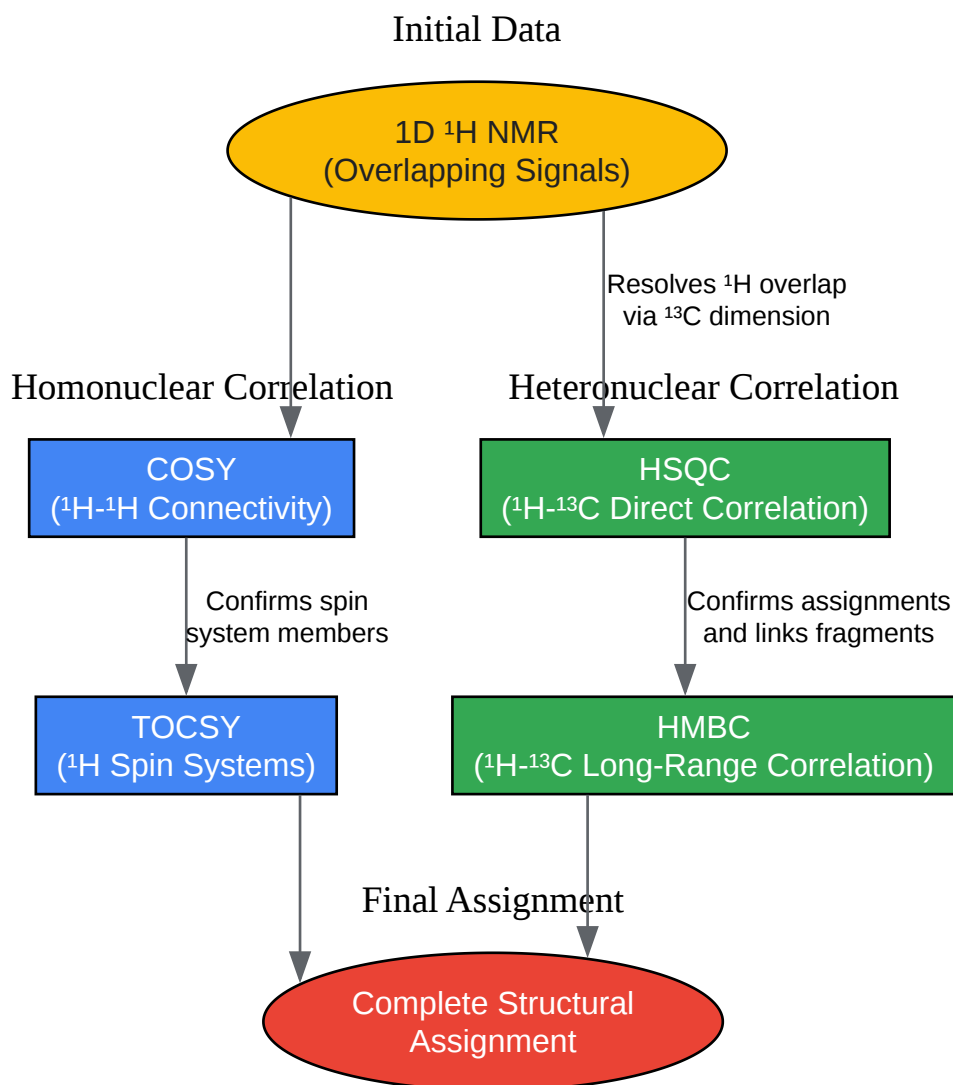 Initial Data
1D ¹H NMR
(Overlapping Signals)
Resolves ¹H overlap
via ¹³C dimension
Homonuclear Correlation
Heteronuclear Correlation
COSY
(¹H-¹H Connectivity)
HSQC
(¹H-¹³C Direct Correlation)
Confirms spin
system members
Confirms assignments
and links fragments
TOCSY
(¹H Spin Systems)
HMBC
(¹H-¹³C Long-Range Correlation)
Final Assignment
Complete Structural
Assignment